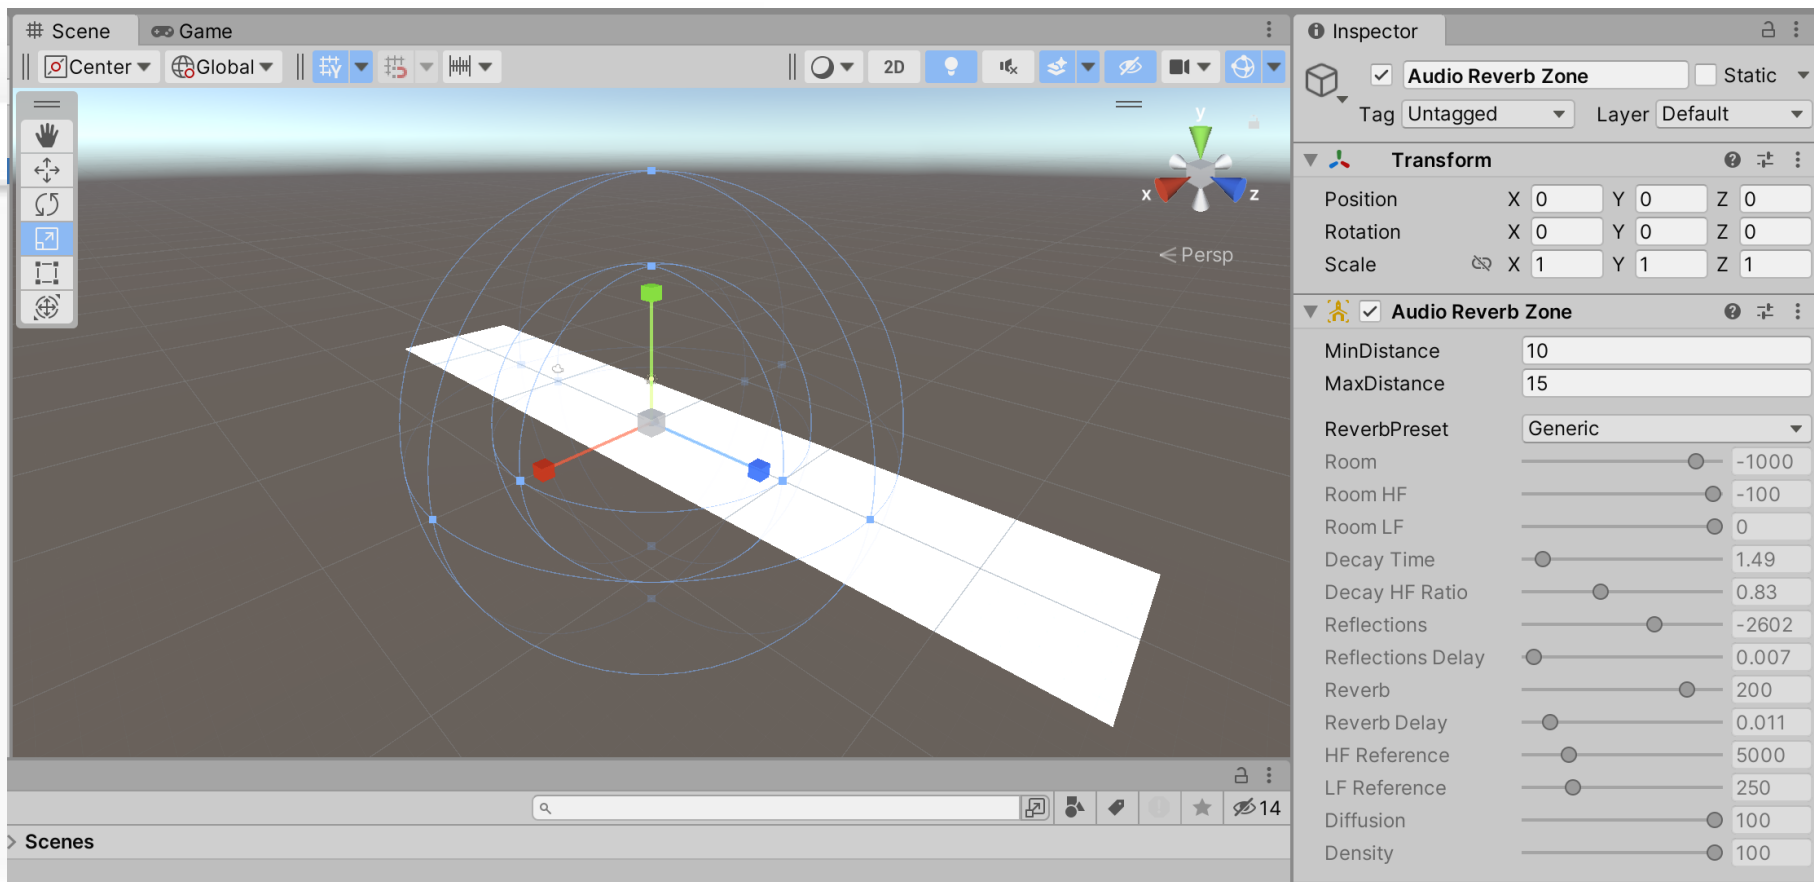 Scene
Game
Inspector
Center
Global
2D
Audio Reverb Zone
Static
Tag
Untagged
Layer
Default
y
x
z
Persp
Transform
Position X 0 Y 0 Z 0
Rotation X 0 Y 0 Z 0
Scale X 1 Y 1 Z 1
Audio Reverb Zone
MinDistance 10
MaxDistance 15
ReverbPreset Generic
Room -1000
Room HF -100
Room LF 0
Decay Time 1.49
Decay HF Ratio 0.83
Reflections -2602
Reflections Delay 0.007
Reverb 200
Reverb Delay 0.011
HF Reference 5000
LF Reference 250
Diffusion 100
Density 100
14
Scenes